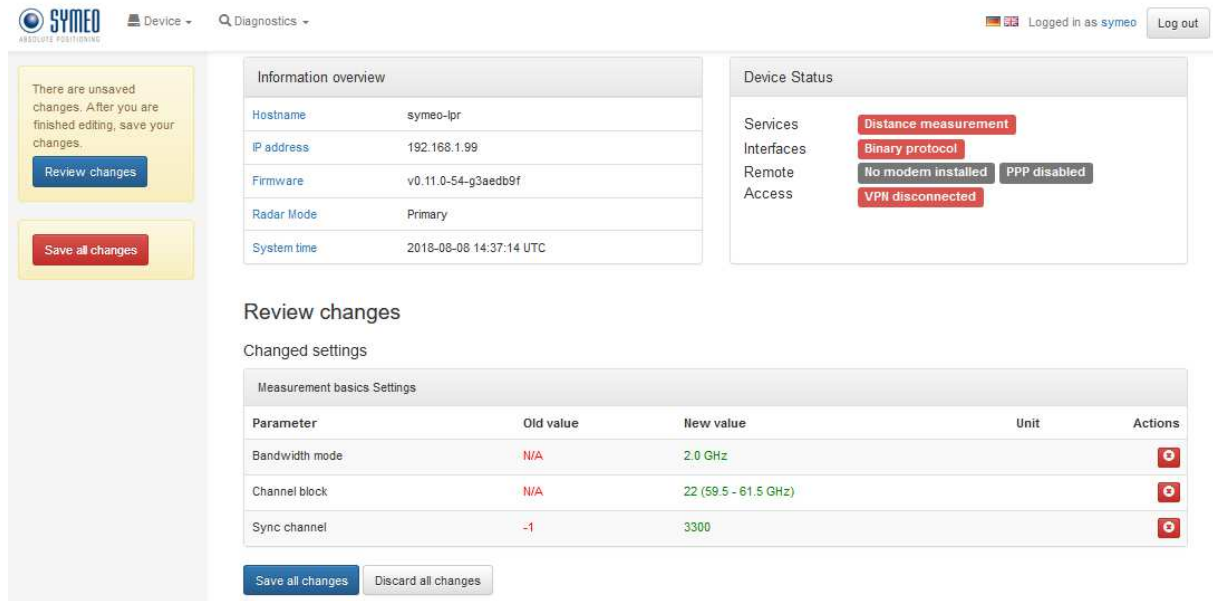 SYMEO
ABSOLUTE POSITIONING
Device
Diagnostics
Logged in as symeo
Log out
There are unsaved
changes. After you are
finished editing, save your
changes.
Review changes
Save all changes
Information overview
Hostname symeo-lpr
IP address 192.168.1.99
Firmware v0.11.0-54-g3aedb9f
Radar Mode Primary
System time 2018-08-08 14:37:14 UTC
Device Status
Services Distance measurement
Interfaces Binary protocol
Remote No modem installed PPP disabled
Access VPN disconnected
Review changes
Changed settings
Measurement basics Settings
Parameter Old value New value Unit Actions
Bandwidth mode N/A 2.0 GHz
Channel block N/A 22 (59.5 - 61.5 GHz)
Sync channel -1 3300
Save all changes Discard all changes